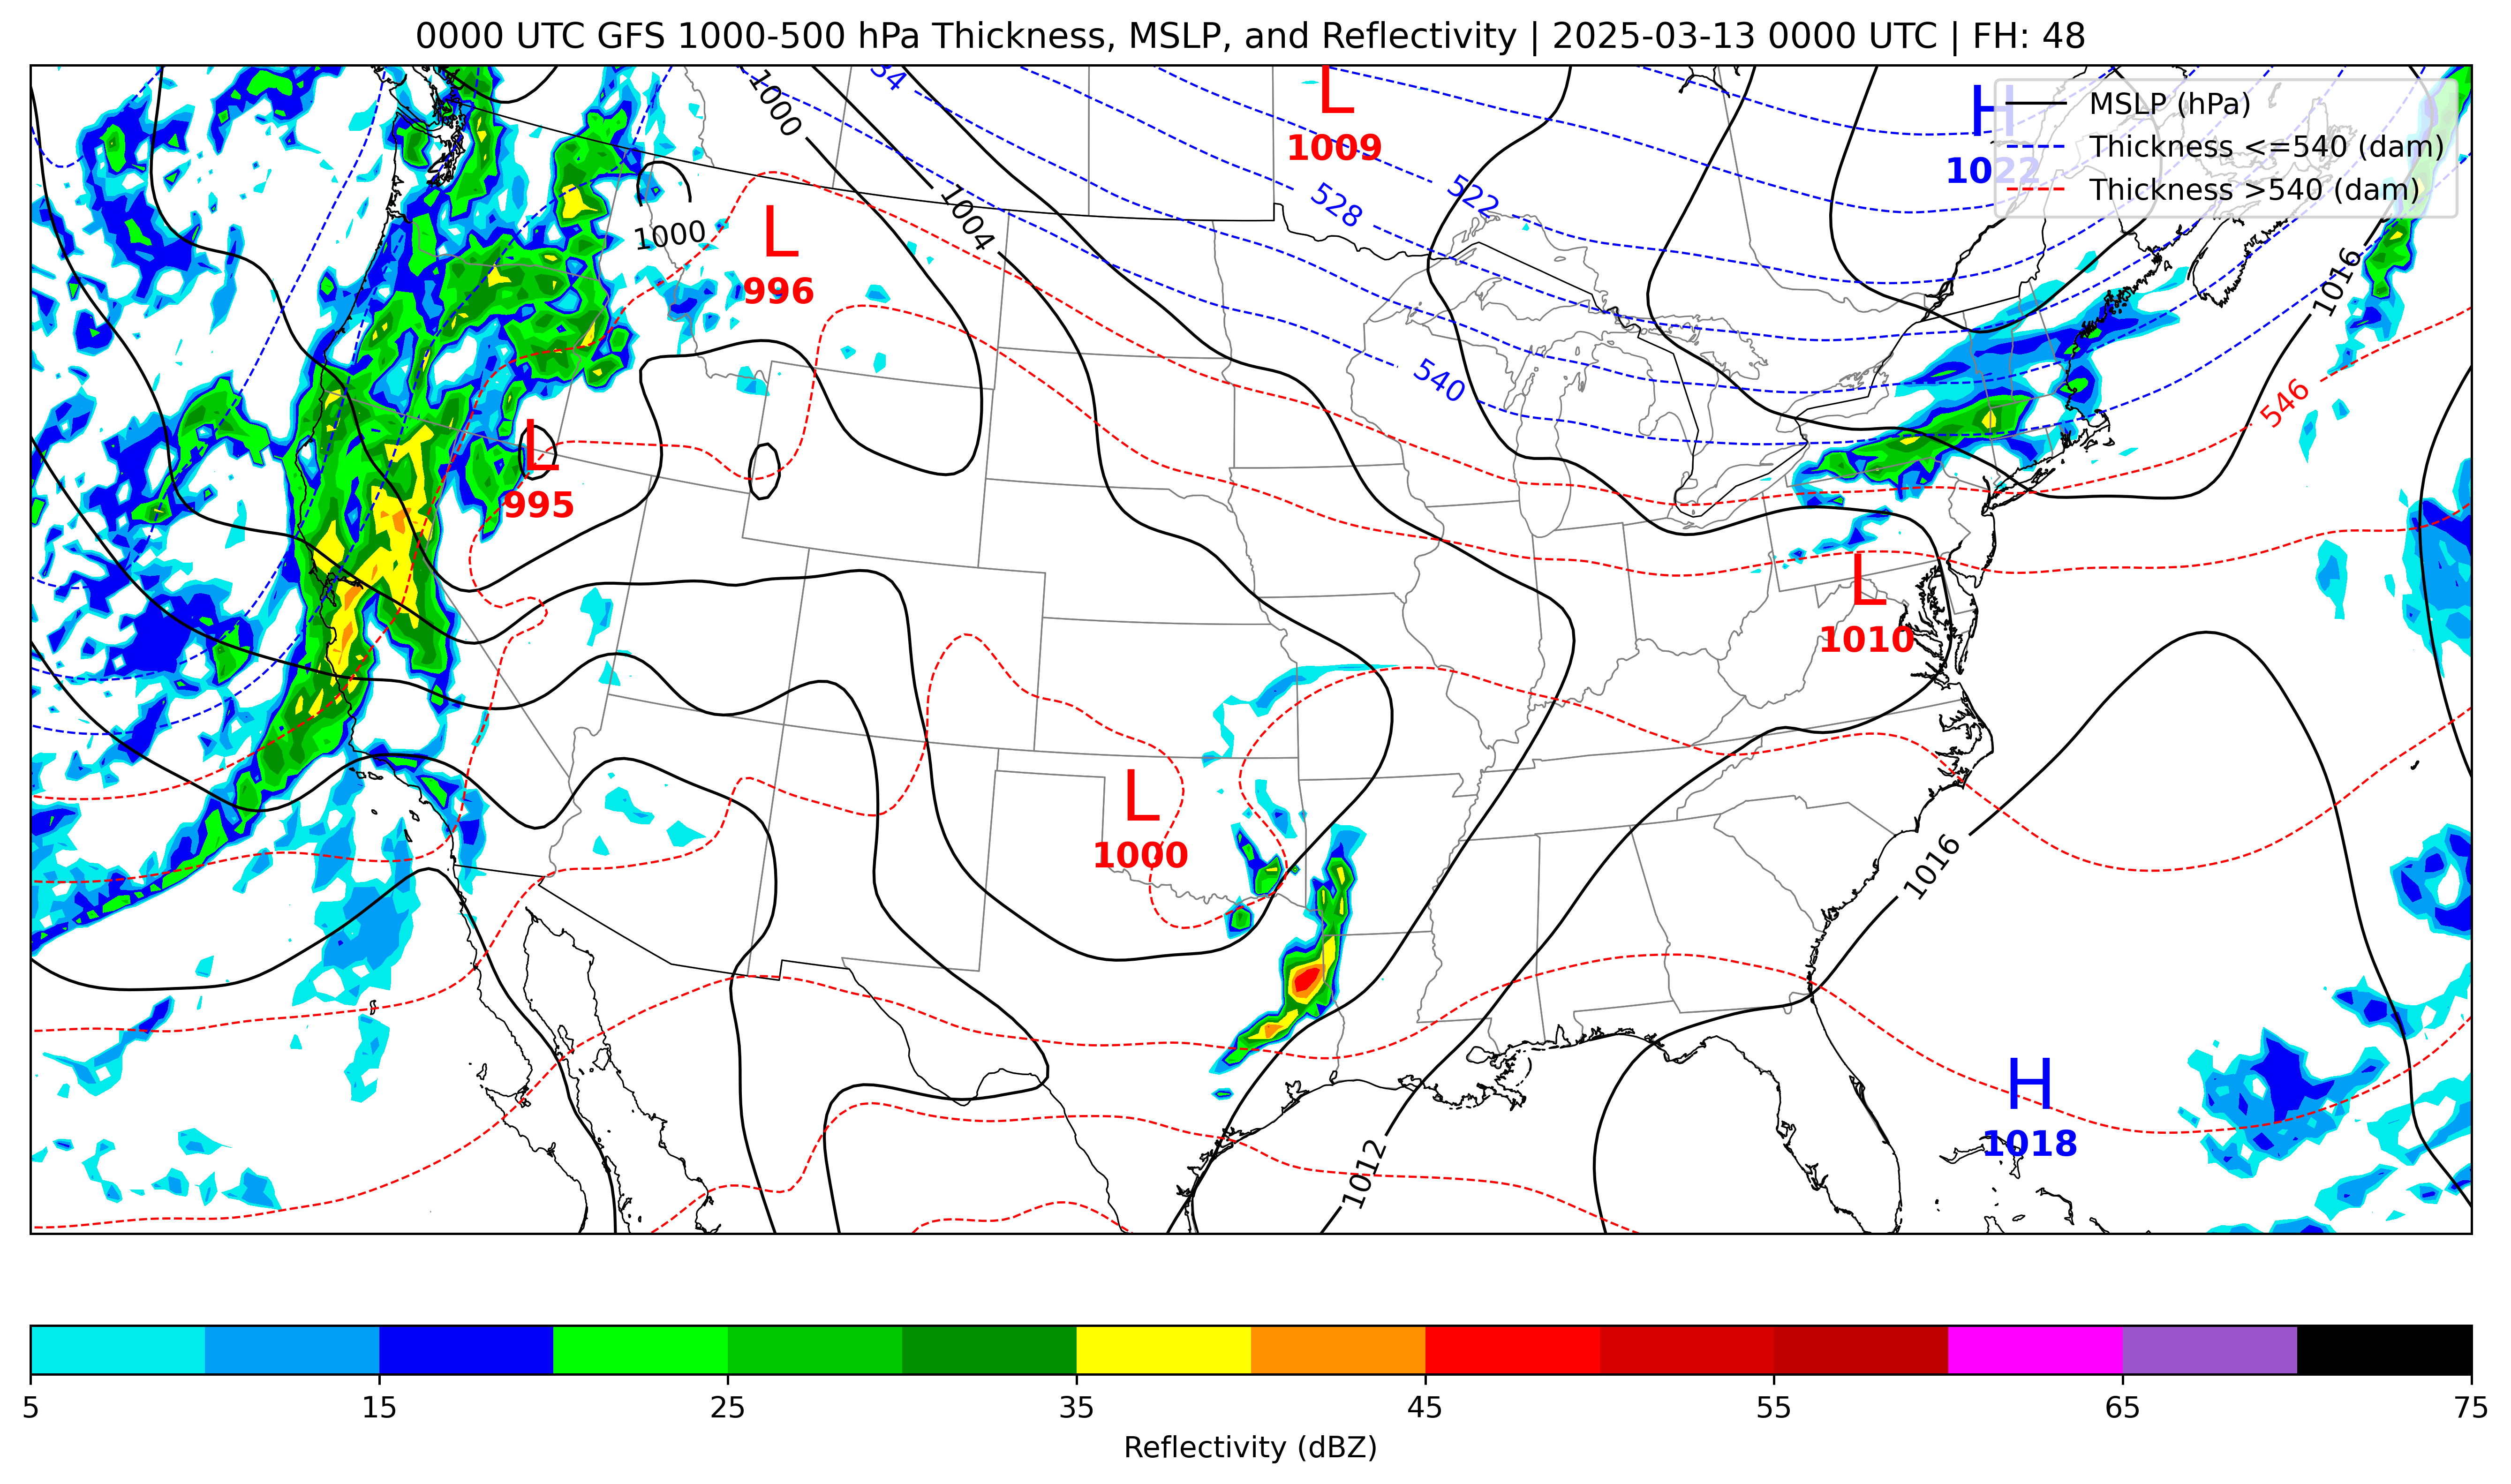 0000 UTC GFS 1000-500 hPa Thickness, MSLP, and Reflectivity | 2025-03-13 0000 UTC | FH: 48
MSLP (hPa)
Thickness <=540 (dam)
Thickness >540 (dam)
34
1000
L
1009
H
1022
522
528
1004
1000
L
996
1016
540
546
L
995
L
1010
L
1000
1016
H
1018
1012
5
15
25
35
45
55
65
75
Reflectivity (dBZ)